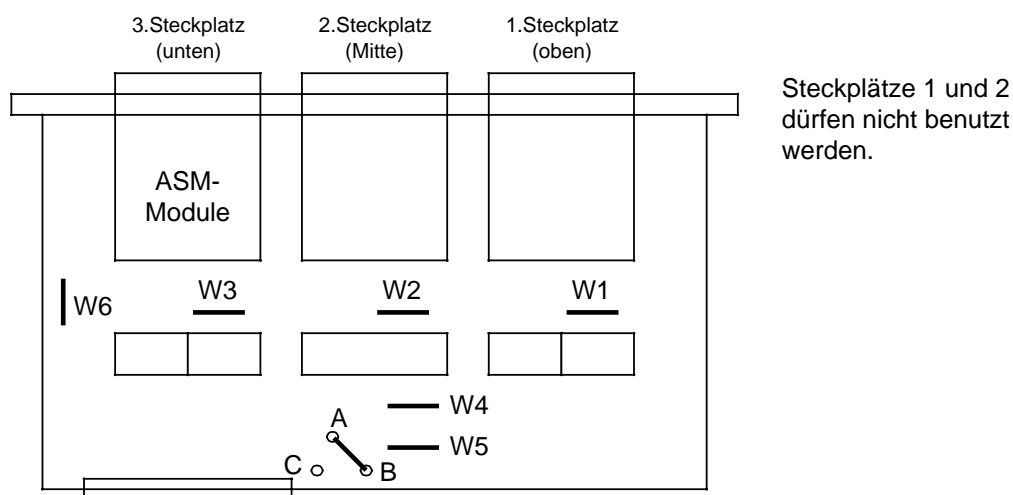 3.Steckplatz
(unten)
2.Steckplatz
(Mitte)
1.Steckplatz
(oben)
Steckplätze 1 und 2
dürfen nicht benutzt
werden.
ASM-
Module
W6
W3
W2
W1
W4
A
W5
C
B